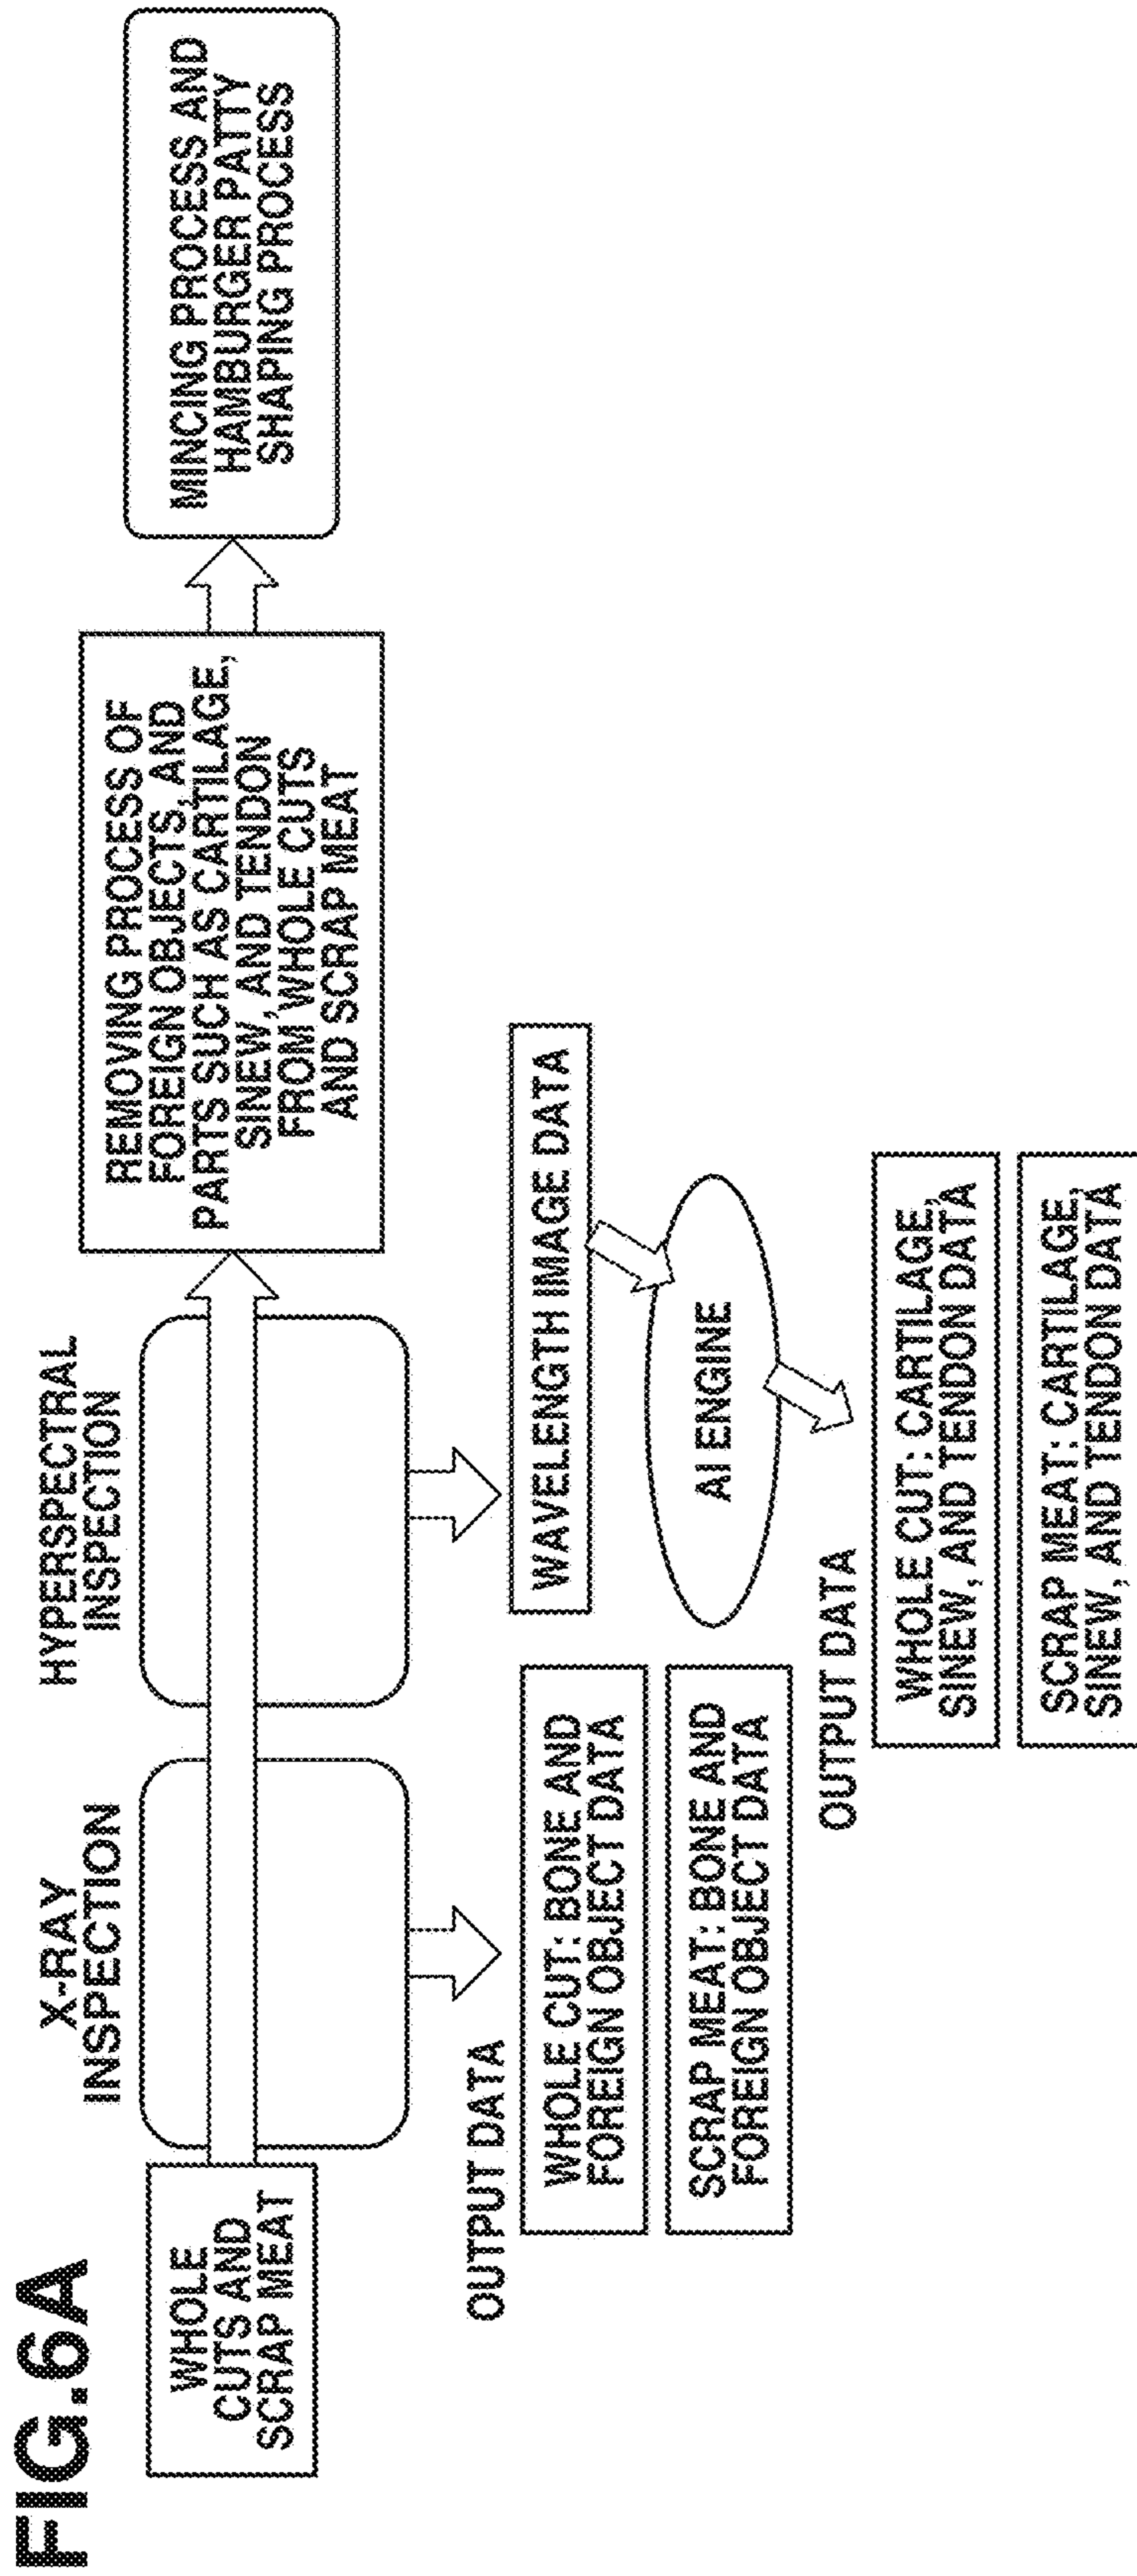 FIG.6A
WHOLE
CUTS AND
SCRAP MEAT
X-RAY
INSPECTION
HYPERSPECTRAL
INSPECTION
REMOVING PROCESS OF
FOREIGN OBJECTS, AND
PARTS SUCH AS CARTILAGE,
SINEW, AND TENDON
FROM WHOLE CUTS
AND SCRAP MEAT
MINCING PROCESS AND
HAMBURGER PATTY
SHAPING PROCESS
OUTPUT DATA
WHOLE CUT: BONE AND
FOREIGN OBJECT DATA
SCRAP MEAT: BONE AND
FOREIGN OBJECT DATA
WAVELENGTH IMAGE DATA
AI ENGINE
OUTPUT DATA
WHOLE CUT: CARTILAGE,
SINEW, AND TENDON DATA
SCRAP MEAT: CARTILAGE,
SINEW, AND TENDON DATA